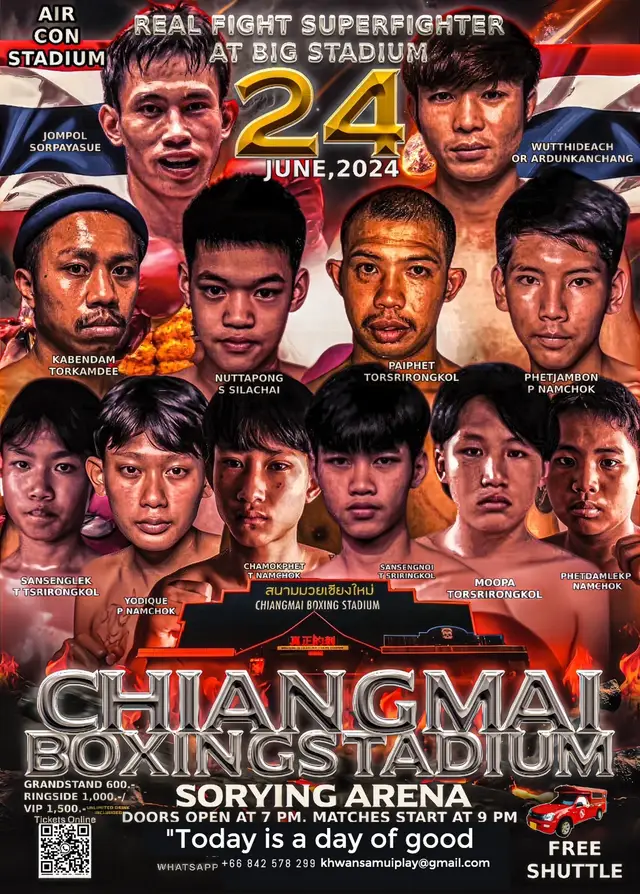 AIR
CON
STADIUM
REAL FIGHT SUPERFIGHTER
AT BIG STADIUM
24
JUNE,2024
JOMPOL
SORPAYASUE
WUTTHIDEACH
OR ARDUNKANCHANG
KABENDAM
TORKAMDEE
NUTTAPONG
S SILACHAI
PAIPHET
TORSRIRONGKOL
PHETJAMBON
P NAMCHOK
SANSENGLEK
T TSRIRONGKOL
YODIQUE
P NAMCHOK
CHAMOKPHET
T NAMCHOK
SANSENGNOI
T SRIRINGKOL
MOOPA
TORSRIRONGKOL
PHETDAMLEKP
NAMCHOK
สนามมวยเชียงใหม่
CHIANGMAI BOXING STADIUM
CHIANGMAI
BOXINGSTADIUM
GRANDSTAND 600.-
RINGSIDE 1,000.-
VIP 1,500.-
Tickets Online
SORYING ARENA
DOORS OPEN AT 7 PM. MATCHES START AT 9 PM
"Today is a day of good
WHATSAPP +66 842 578 299 khwansamuiplay@gmail.com
FREE
SHUTTLE